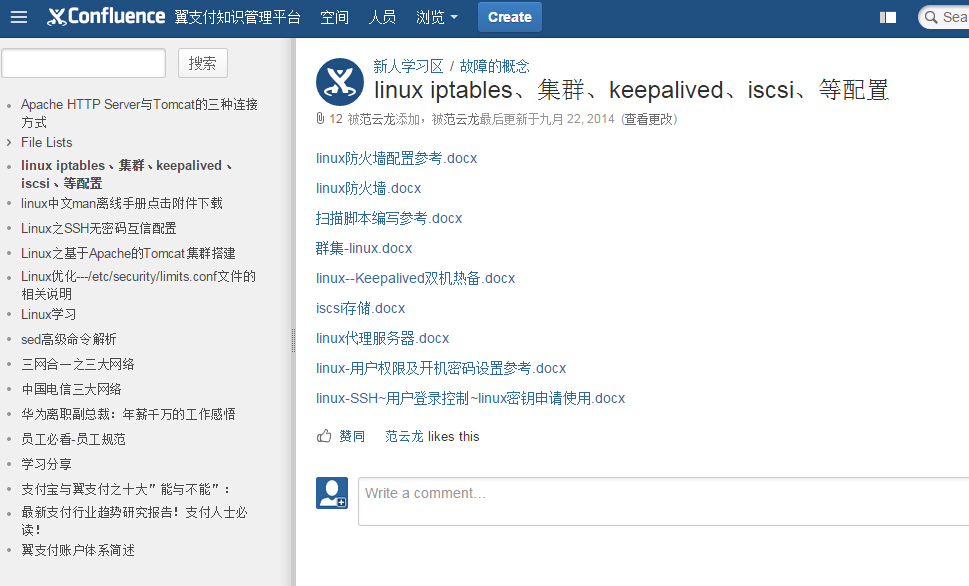 Confluence 翼支付知识管理平台 空间 人员 浏览 Create Sea
搜索
Apache HTTP Server与Tomcat的三种连接
方式
File Lists
linux iptables、集群、keepalived、
iscsi、等配置
linux中文man离线手册点击附件下载
Linux之SSH无密码互信配置
Linux之基于Apache的Tomcat集群搭建
Linux优化---/etc/security/limits.conf文件的
相关说明
Linux学习
sed高级命令解析
三网合一之三大网络
中国电信三大网络
华为离职副总裁：年薪千万的工作感悟
员工必看-员工规范
学习分享
支付宝与翼支付之十大”能与不能”：
最新支付行业趋势研究报告！支付人士必
读！
翼支付账户体系简述
新人学习区 / 故障的概念
linux iptables、集群、keepalived、iscsi、等配置
12 被范云龙添加，被范云龙最后更新于九月 22, 2014 (查看更改)
linux防火墙配置参考.docx
linux防火墙.docx
扫描脚本编写参考.docx
群集-linux.docx
linux--Keepalived双机热备.docx
iscsi存储.docx
linux代理服务器.docx
linux-用户权限及开机密码设置参考.docx
linux-SSH~用户登录控制~linux密钥申请使用.docx
赞同 范云龙 likes this
Write a comment…